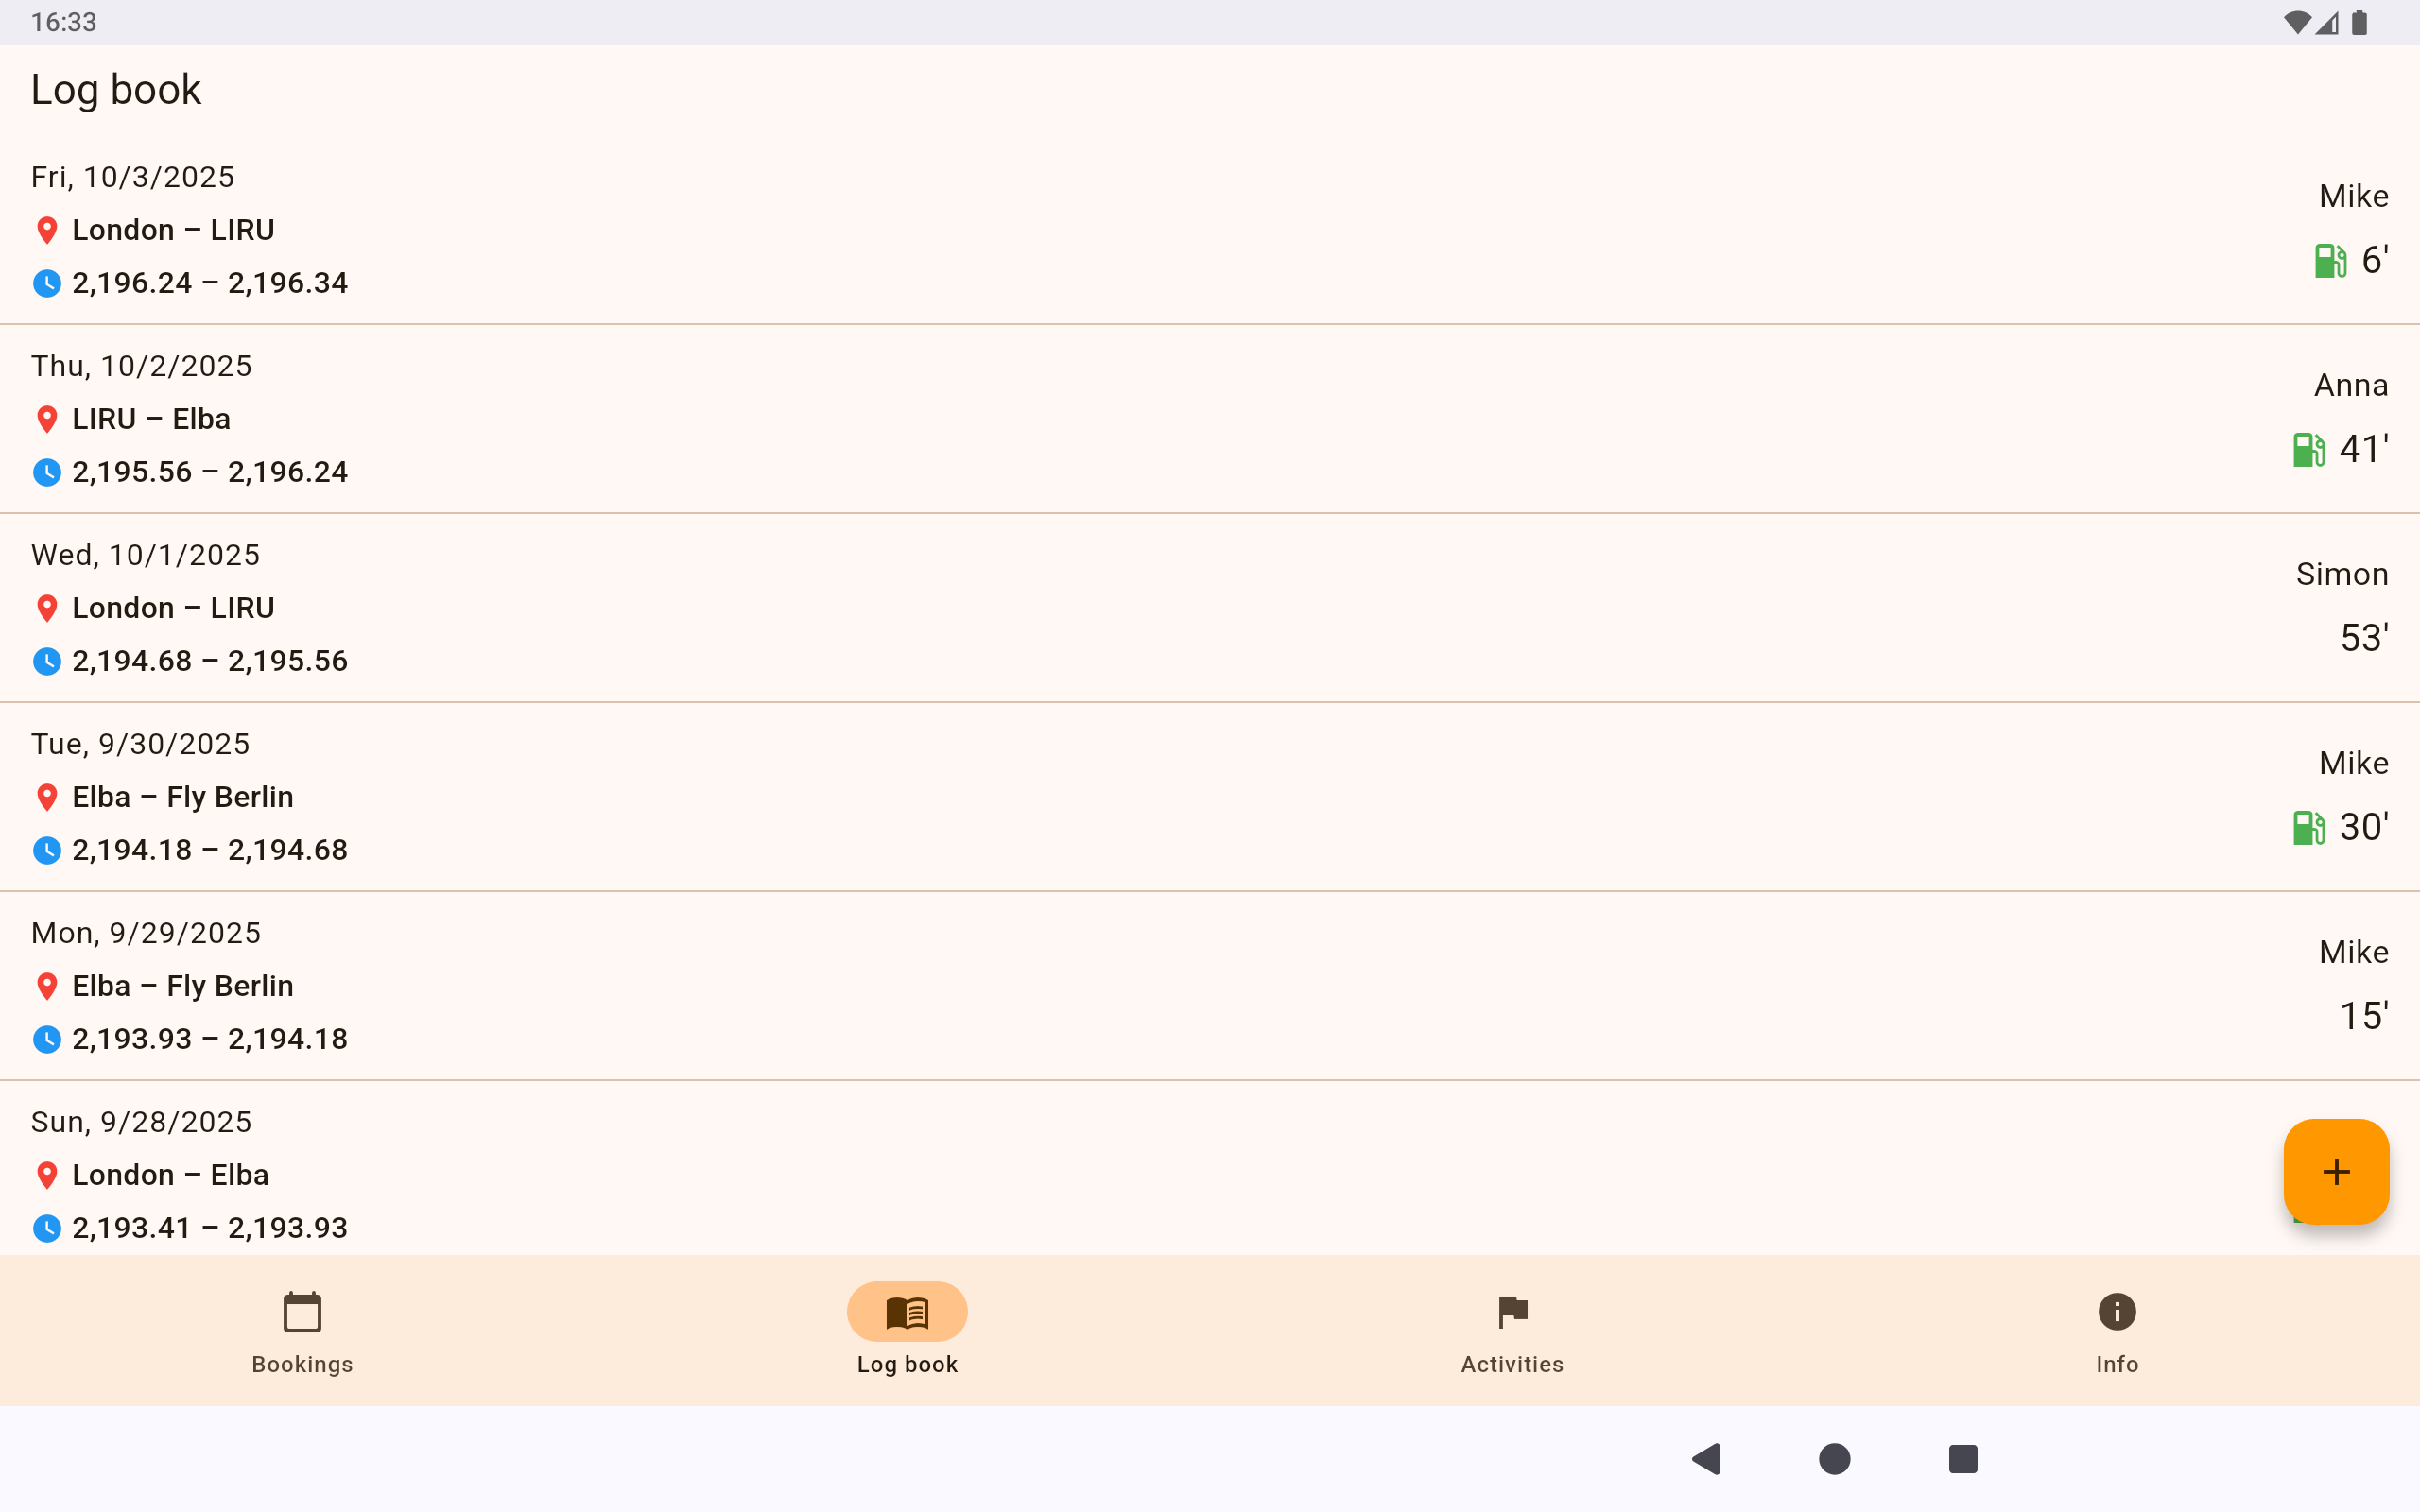 16:33
Log book
Fri, 10/3/2025
London – LIRU
2,196.24 – 2,196.34
Mike
6'
Thu, 10/2/2025
LIRU – Elba
2,195.56 – 2,196.24
Anna
41'
Wed, 10/1/2025
London – LIRU
2,194.68 – 2,195.56
Simon
53'
Tue, 9/30/2025
Elba – Fly Berlin
2,194.18 – 2,194.68
Mike
30'
Mon, 9/29/2025
Elba – Fly Berlin
2,193.93 – 2,194.18
Mike
15'
Sun, 9/28/2025
London – Elba
2,193.41 – 2,193.93
Bookings
Log book
Activities
Info